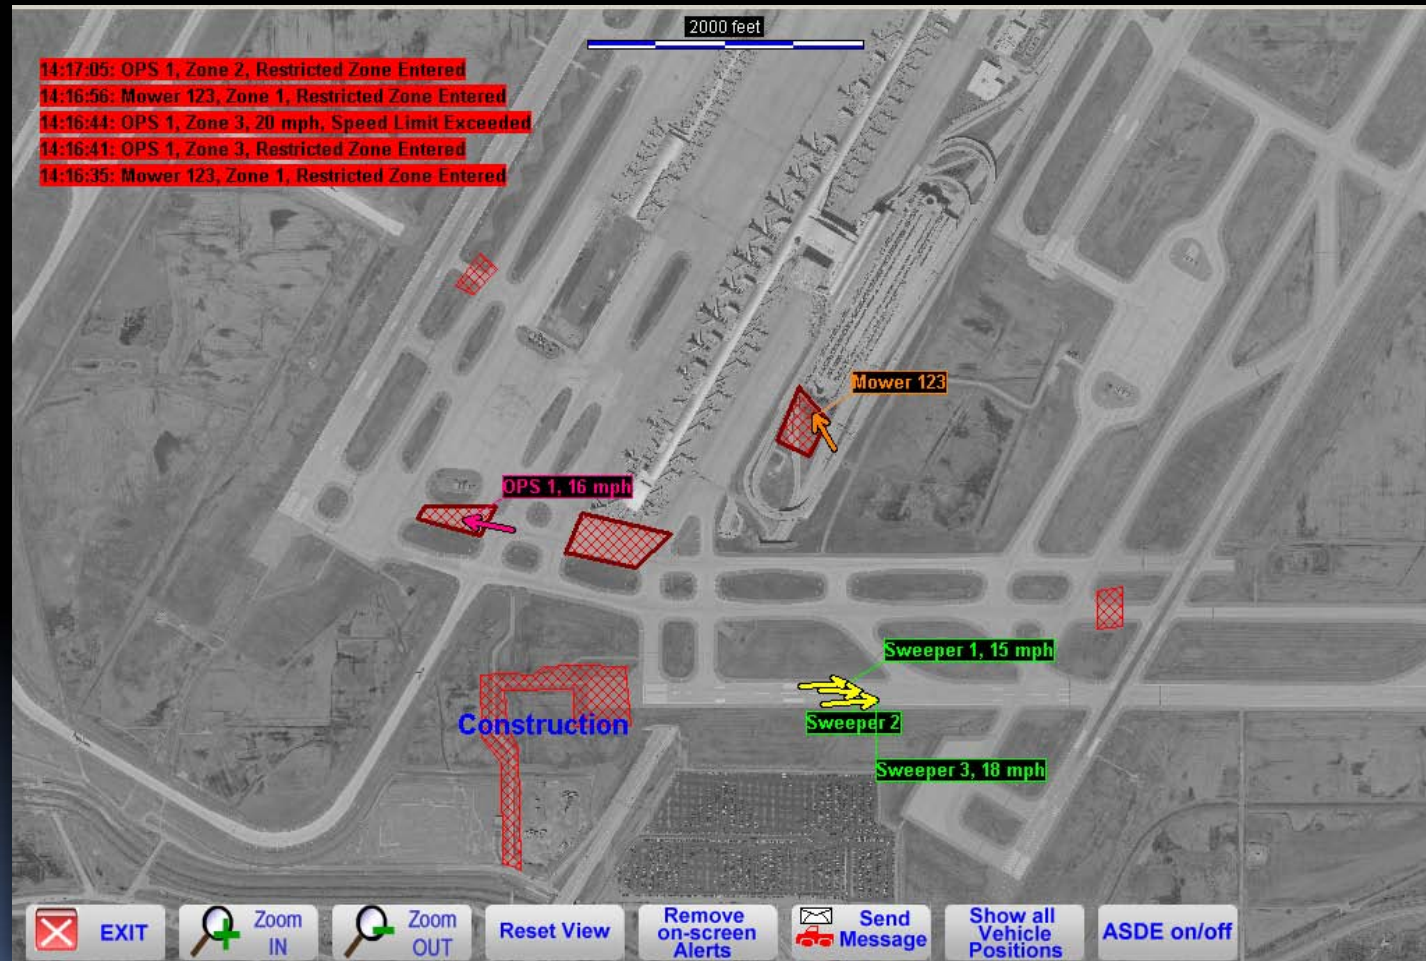 2000 feet
14:17:05: OPS 1, Zone 2, Restricted Zone Entered
14:16:56: Mower 123, Zone 1, Restricted Zone Entered
14:16:44: OPS 1, Zone 3, 20 mph, Speed Limit Exceeded
14:16:41: OPS 1, Zone 3, Restricted Zone Entered
14:16:35: Mower 123, Zone 1, Restricted Zone Entered
Mower 123
OPS 1, 16 mph
Sweeper 1, 15 mph
Construction
Sweeper 2
Sweeper 3, 18 mph
EXIT
Zoom
IN
Zoom
OUT
Reset View
Remove
on-screen
Alerts
Send
Message
Show all
Vehicle
Positions
ASDE on/off